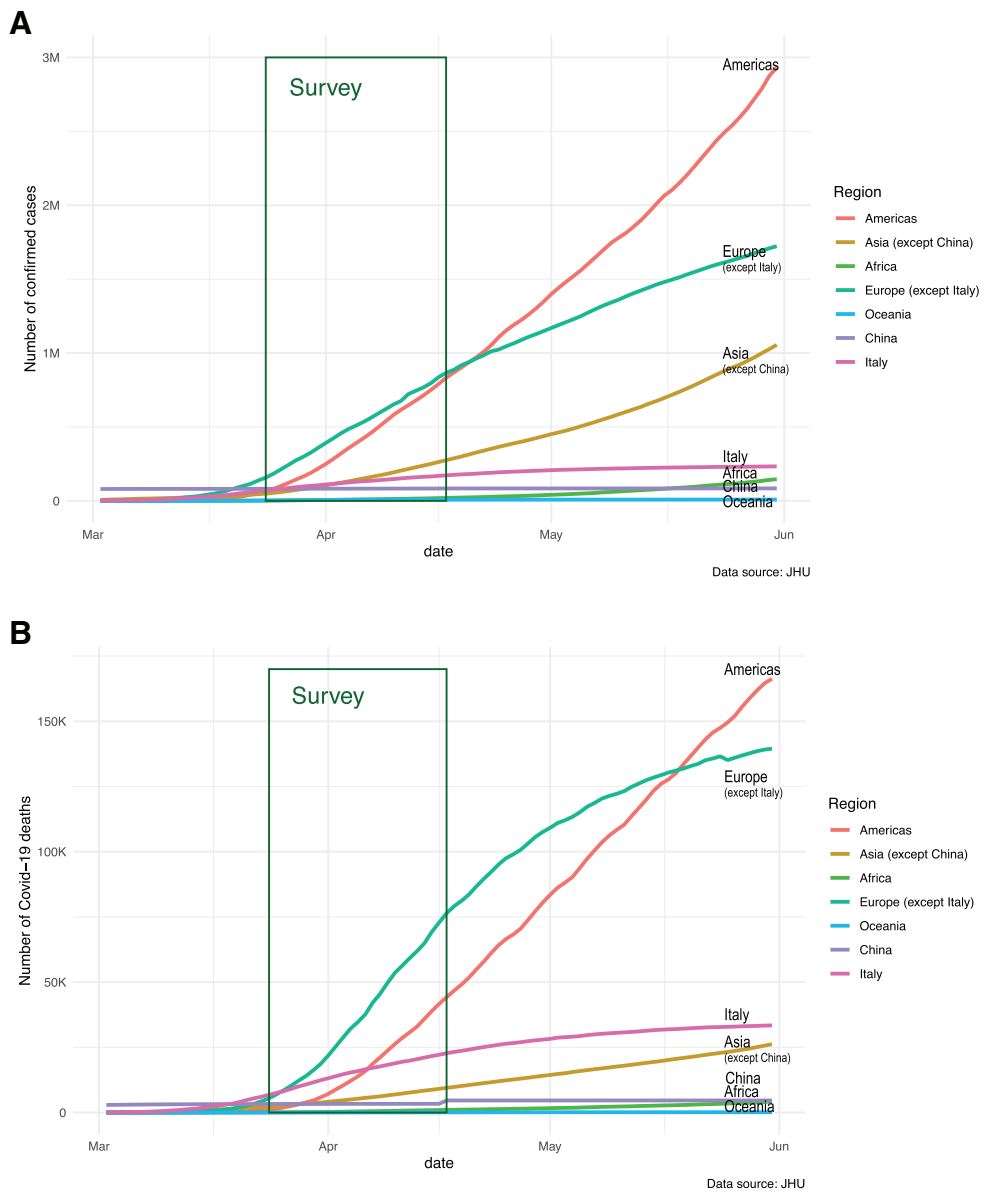 A
3M
2M
1M
0
Number of confirmed cases
Survey
Americas
Europe
(except Italy)
Asia
(except China)
Italy
Africa
China
Oceania
Mar
Apr
May
Jun
date
Data source: JHU
Region
Americas
Asia (except China)
Africa
Europe (except Italy)
Oceania
China
Italy
B
150K
100K
50K
0
Number of Covid−19 deaths
Survey
Americas
Europe
(except Italy)
Italy
Asia
(except China)
China
Africa
Oceania
Mar
Apr
May
Jun
date
Data source: JHU
Region
Americas
Asia (except China)
Africa
Europe (except Italy)
Oceania
China
Italy